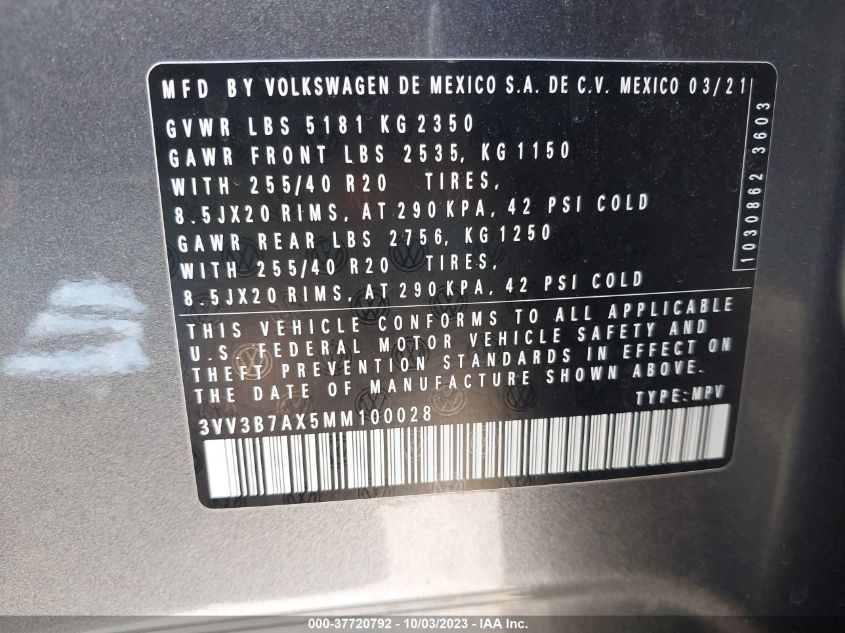 MFD BY VOLKSWAGEN DE MEXICO S.A. DE C.V. MEXICO 03/21
GVWR LBS 5181 KG 2350
GAWR FRONT LBS 2535, KG 1150
WITH 255/40 R20 TIRES,
8.5JX20 RIMS, AT 290 KPA, 42 PSI COLD
GAWR REAR LBS 2756, KG 1250
WITH 255/40 R20 TIRES,
8.5JX20 RIMS, AT 290 KPA, 42 PSI COLD
1030862 3603
THIS VEHICLE CONFORMS TO ALL APPLICABLE
U.S. FEDERAL MOTOR VEHICLE SAFETY AND
THEFT PREVENTION STANDARDS IN EFFECT ON
THE DATE OF MANUFACTURE SHOWN ABOVE.
TYPE: MPV
3VV3B7AX5MM100028
000-37720792 - 10/03/2023 - IAA Inc.